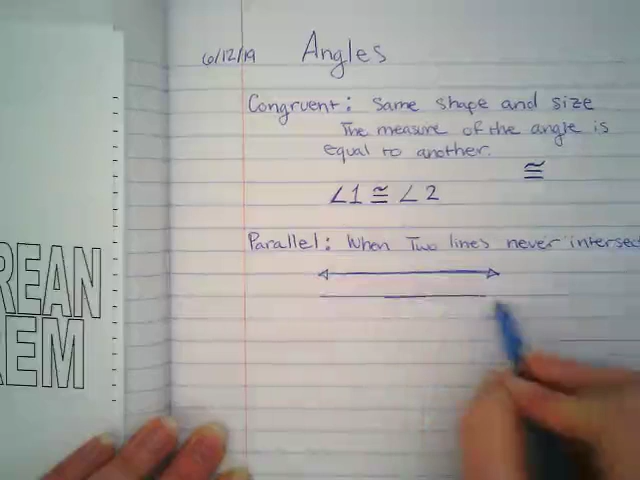 6/12/19 Angles
Congruent: same shape and size
The measure of the angle is
equal to another.
≅
∠1 ≅ ∠2
Parallel: When Two lines never intersec
REAN
REM